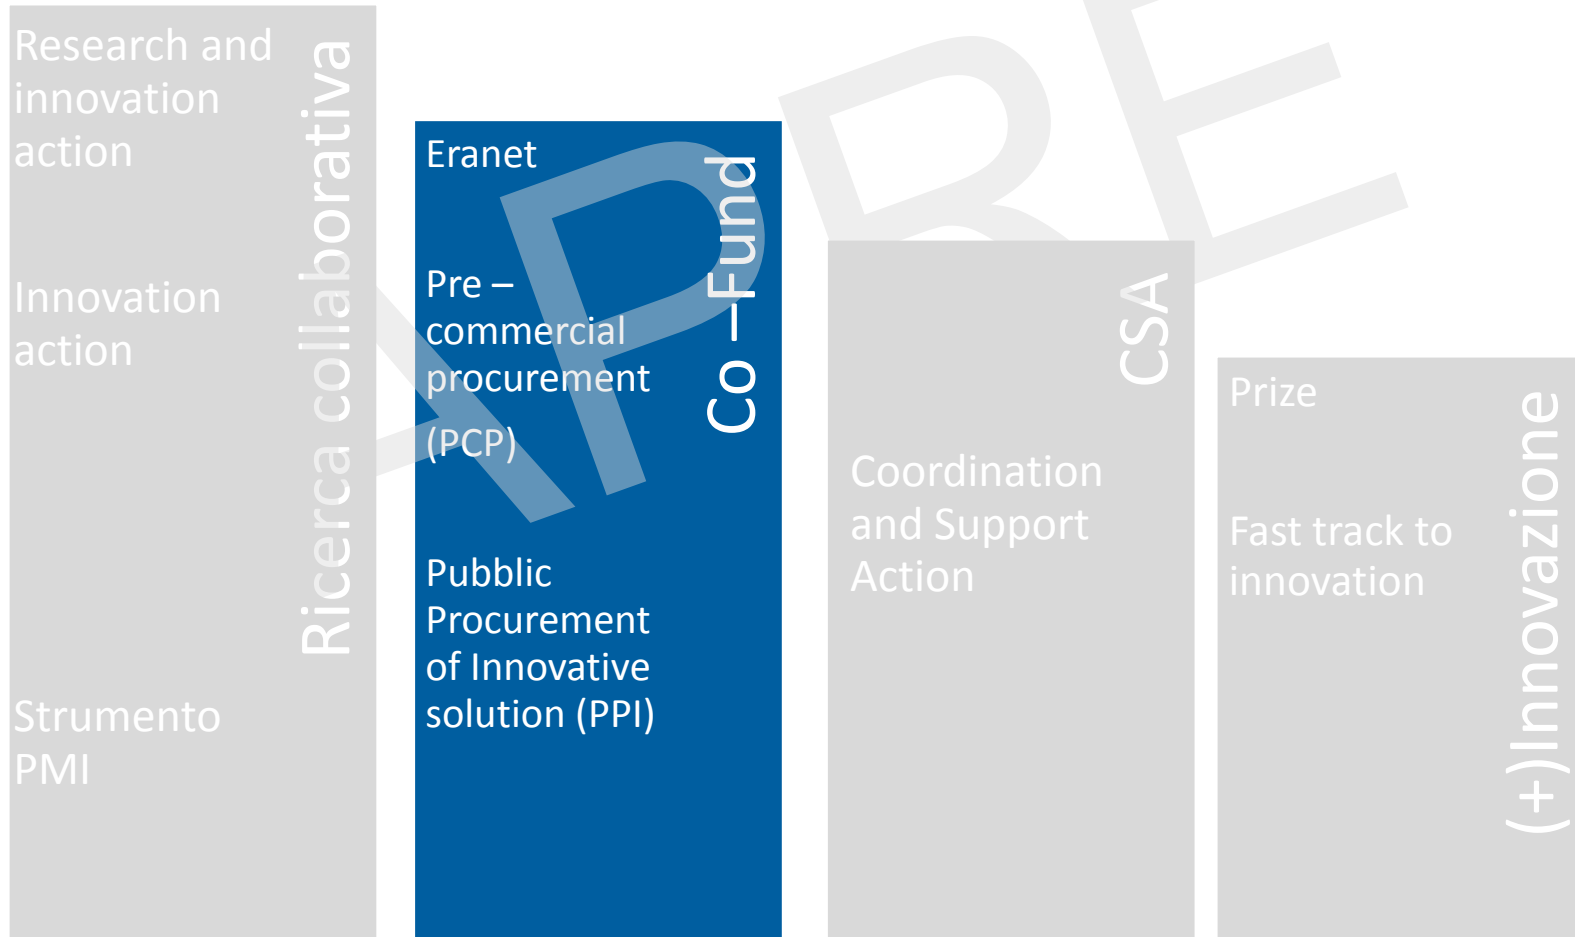 Research and
innovation
action
Innovation
action
Strumento
PMI
Ricerca collaborativa
Eranet
Pre –
commercial
procurement
(PCP)
Pubblic
Procurement
of Innovative
solution (PPI)
Co –Fund
Coordination
and Support
Action
CSA
Prize
Fast track to
innovation
(+)Innovazione
APRE